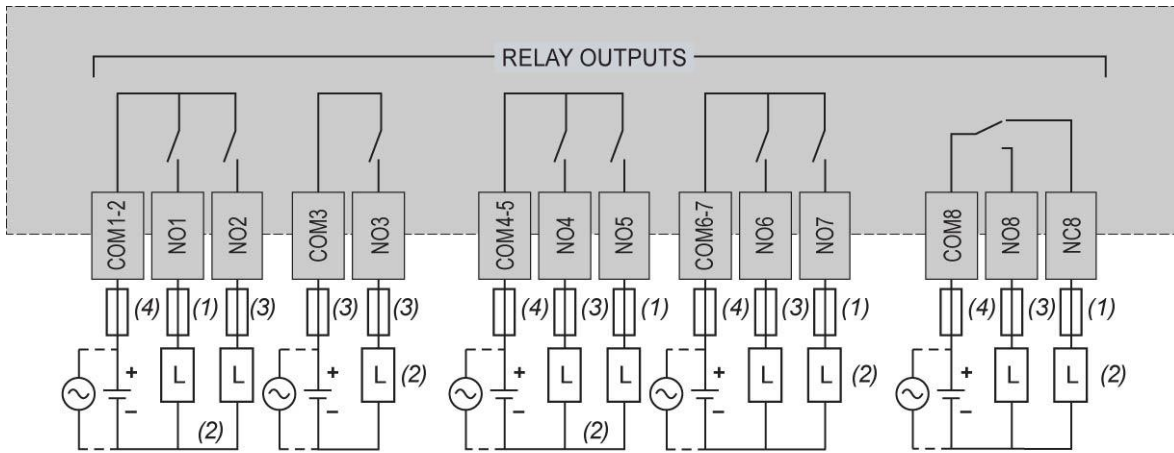 RELAY OUTPUTS
COM1-2 NO1 NO2 COM3 NO3 COM4-5 NO4 NO5 COM6-7 NO6 NO7 COM8 NO8 NC8
(4) (1) (3) (3) (3) (4) (3) (1) (4) (3) (1) (4) (3) (1)
+ L L + L (2) + L L + L L (2) + L L (2)
− − − − −
(2) (2)